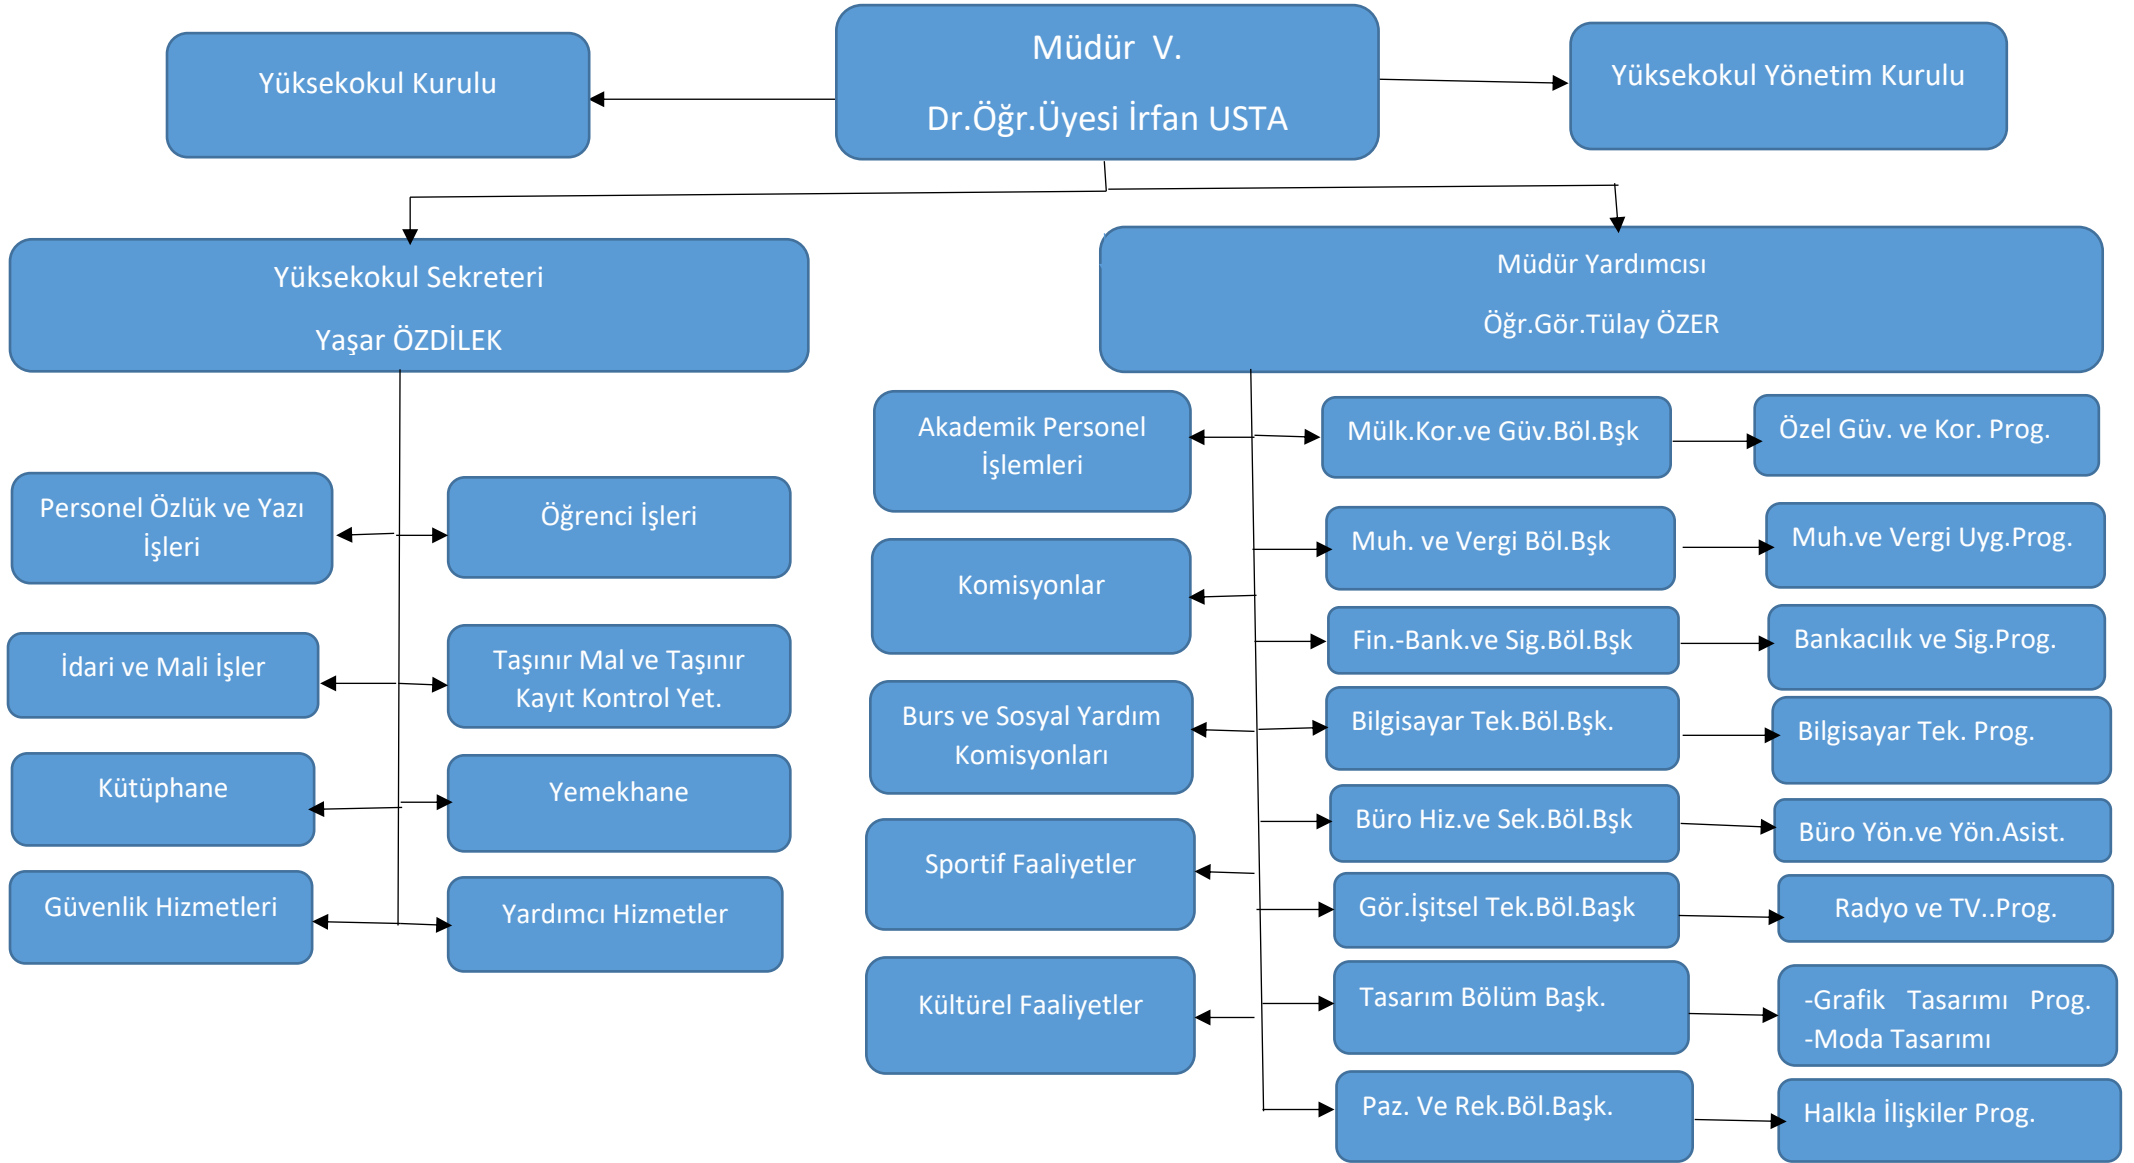 Müdür V.
Dr.Öğr.Üyesi İrfan USTA
Yüksekokul Kurulu
Yüksekokul Yönetim Kurulu
Yüksekokul Sekreteri
Yaşar ÖZDİLEK
Müdür Yardımcısı
Öğr.Gör.Tülay ÖZER
Personel Özlük ve Yazı
İşleri
Öğrenci İşleri
İdari ve Mali İşler
Taşınır Mal ve Taşınır
Kayıt Kontrol Yet.
Kütüphane
Yemekhane
Güvenlik Hizmetleri
Yardımcı Hizmetler
Akademik Personel
İşlemleri
Komisyonlar
Burs ve Sosyal Yardım
Komisyonları
Sportif Faaliyetler
Kültürel Faaliyetler
Mülk.Kor.ve Güv.Böl.Bşk
Özel Güv. ve Kor. Prog.
Muh. ve Vergi Böl.Bşk
Muh.ve Vergi Uyg.Prog.
Fin.-Bank.ve Sig.Böl.Bşk
Bankacılık ve Sig.Prog.
Bilgisayar Tek.Böl.Bşk.
Bilgisayar Tek. Prog.
Büro Hiz.ve Sek.Böl.Bşk
Büro Yön.ve Yön.Asist.
Gör.İşitsel Tek.Böl.Başk
Radyo ve TV..Prog.
Tasarım Bölüm Başk.
-Grafik Tasarımı Prog.
-Moda Tasarımı
Paz. Ve Rek.Böl.Başk.
Halkla İlişkiler Prog.